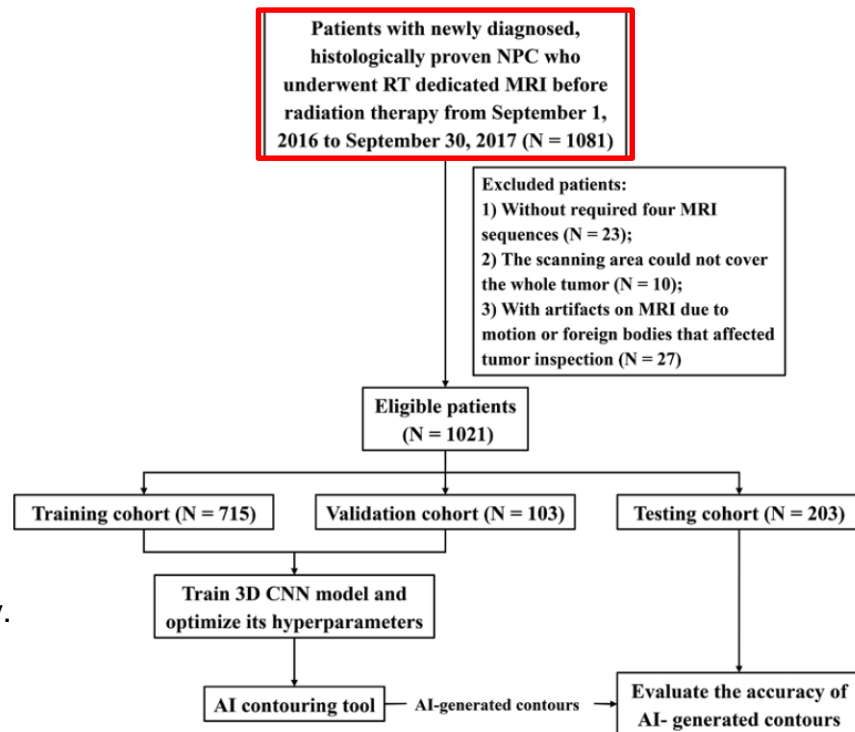 Patients with newly diagnosed,
histologically proven NPC who
underwent RT dedicated MRI before
radiation therapy from September 1,
2016 to September 30, 2017 (N = 1081)
Excluded patients:
1) Without required four MRI
sequences (N = 23);
2) The scanning area could not cover
the whole tumor (N = 10);
3) With artifacts on MRI due to
motion or foreign bodies that affected
tumor inspection (N = 27)
Eligible patients
(N = 1021)
Training cohort (N = 715)
Validation cohort (N = 103)
Testing cohort (N = 203)
Train 3D CNN model and
optimize its hyperparameters
AI contouring tool
AI-generated contours
Evaluate the accuracy of
AI- generated contours